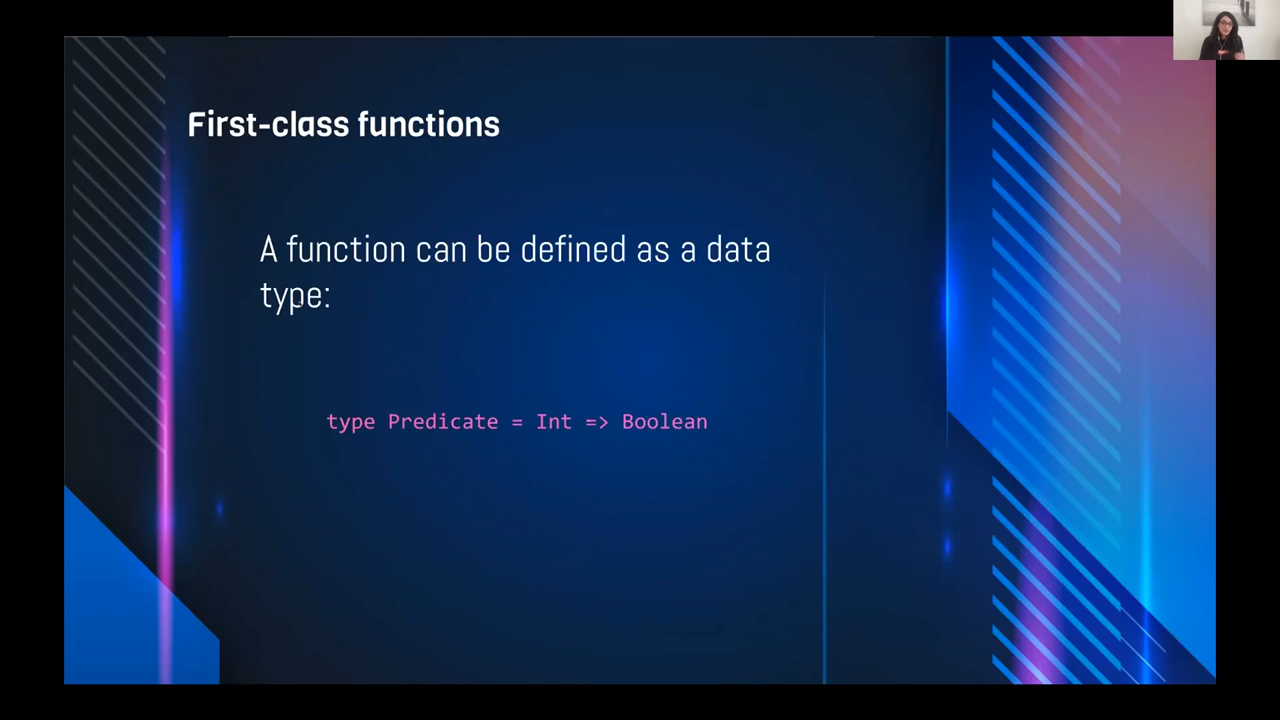 First-class functions
A function can be defined as a data
type:
type Predicate = Int => Boolean